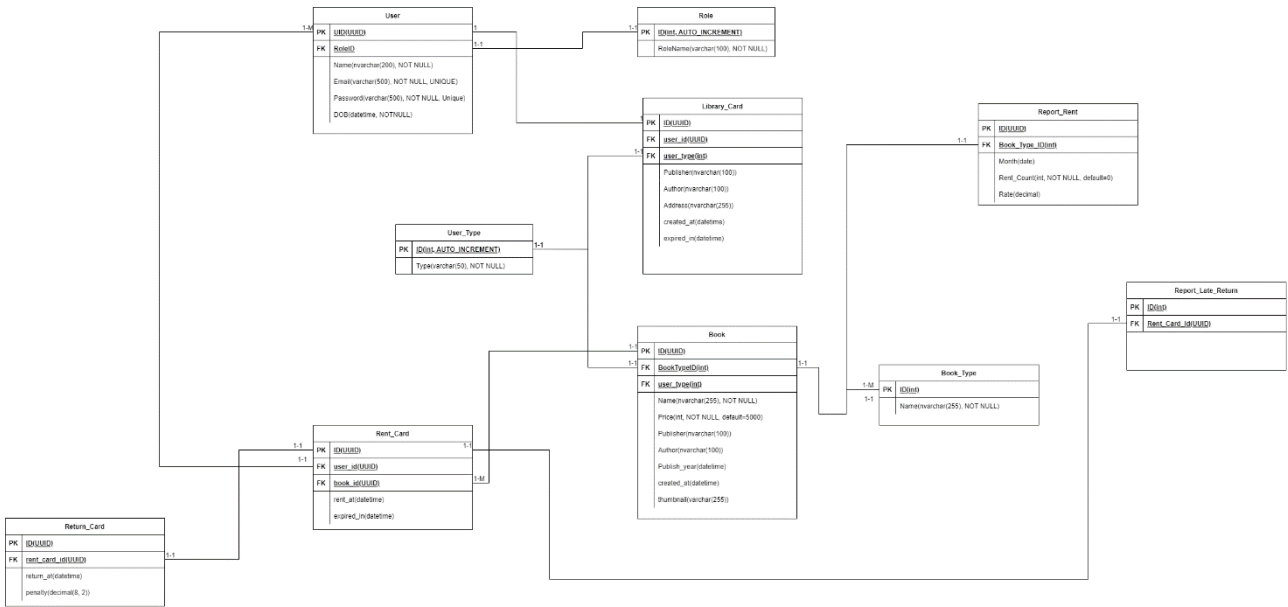 User
PK UID(UUID)
FK RoleID
Name(nvarchar(200), NOT NULL)
Email(varchar(500), NOT NULL, UNIQUE)
Password(varchar(500), NOT NULL, Unique)
DOB(datetime, NOTNULL)
1-M
1
1-1
Role
1-1
PK ID(int, AUTO_INCREMENT)
RoleName(varchar(100), NOT NULL)
Library_Card
1
PK ID(UUID)
FK user_id(UUID)
1-1
FK user_type(int)
Publisher(nvarchar(100))
Author(nvarchar(100))
Address(nvarchar(255))
created_at(datetime)
expired_in(datetime)
Report_Rent
PK ID(UUID)
1-1
FK Book_Type_ID(int)
Month(date)
Rent_Count(int, NOT NULL, default=0)
Rate(decimal)
User_Type
PK ID(int, AUTO_INCREMENT)
1-1
Type(varchar(50), NOT NULL)
Report_Late_Return
PK ID(int)
1-1
FK Rent_Card_Id(UUID)
Book
1-1
PK ID(UUID)
1-1
FK BookTypeID(int)
1-1
FK user_type(int)
Name(nvarchar(255), NOT NULL)
Price(int, NOT NULL, default=5000)
Publisher(nvarchar(100))
Author(nvarchar(100))
Publish_year(datetime)
created_at(datetime)
thumbnail(varchar(255))
Book_Type
1-M
PK ID(int)
1-1
Name(nvarchar(255), NOT NULL)
Rent_Card
1-1
PK ID(UUID)
1-1
1-1
FK user_id(UUID)
FK book_id(UUID)
1-M
rent_at(datetime)
expired_in(datetime)
Return_Card
PK ID(UUID)
FK rent_card_id(UUID)
1-1
return_at(datetime)
penalty(decimal(8, 2))